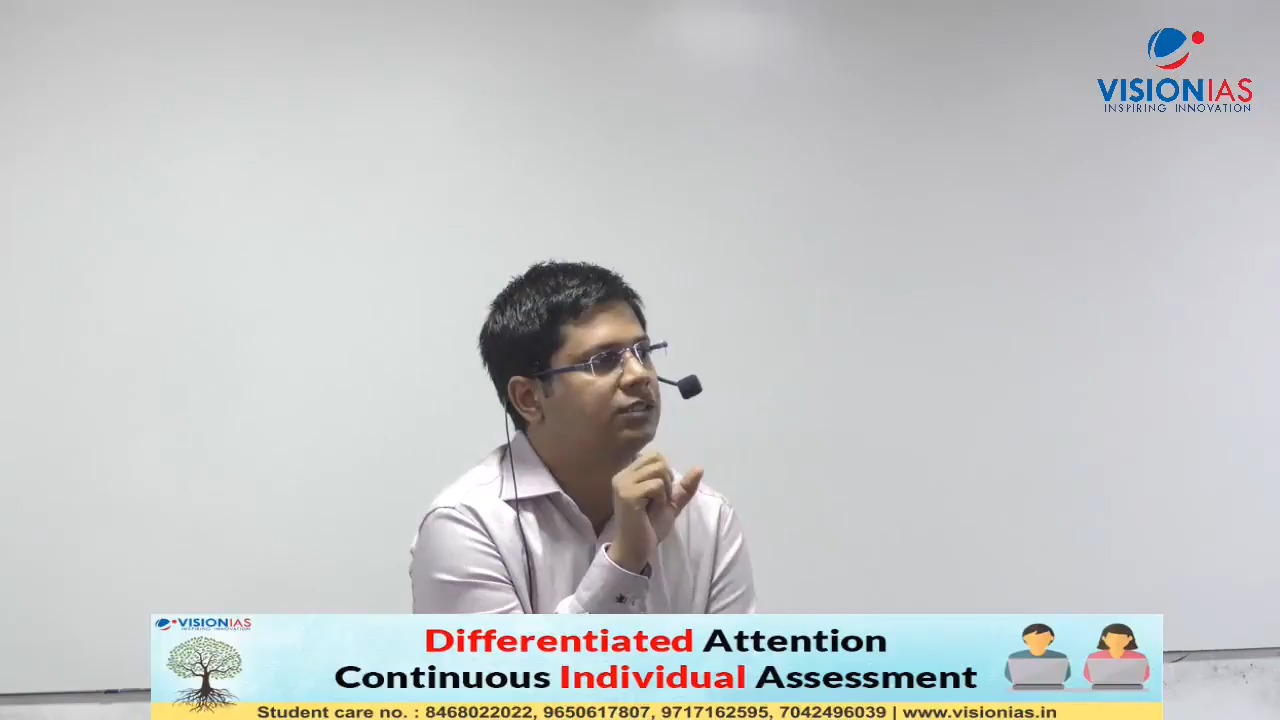 VISIONIAS
INSPIRING INNOVATION
VISIONIAS
INSPIRING INNOVATION
Differentiated Attention
Continuous Individual Assessment
Student care no. : 8468022022, 9650617807, 9717162595, 7042496039 | www.visionias.in